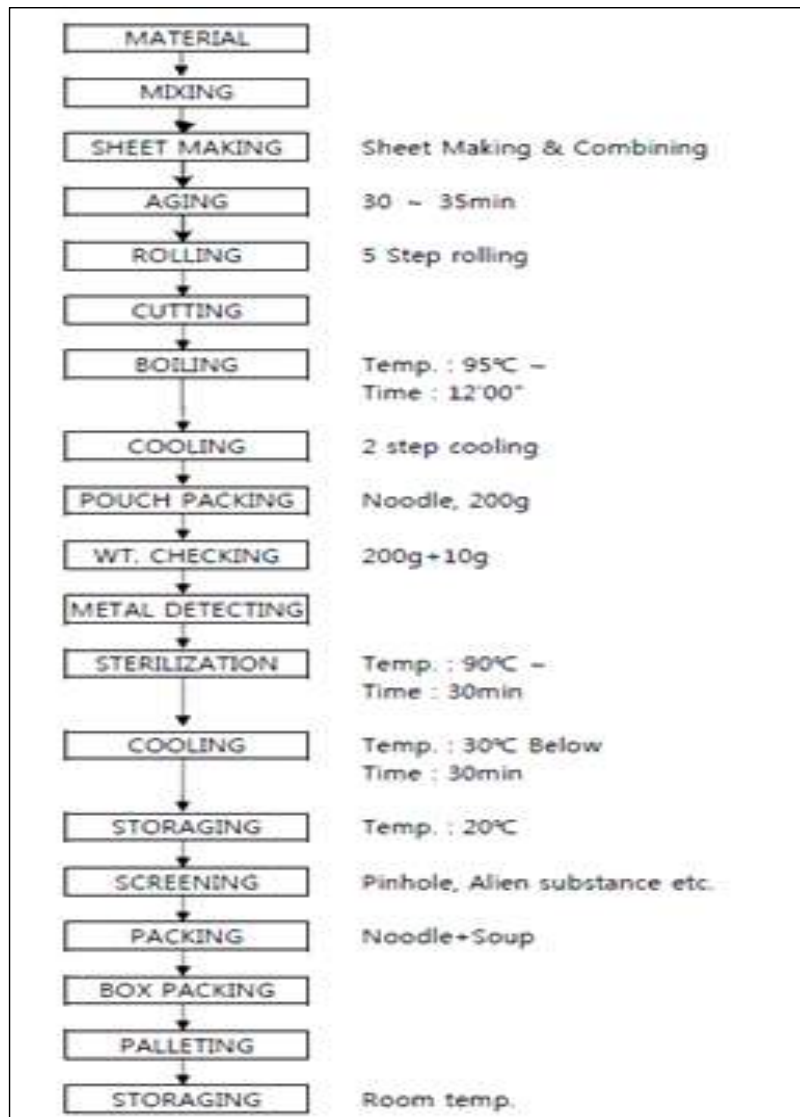 MATERIAL
MIXING
SHEET MAKING Sheet Making & Combining
AGING 30 ~ 35min
ROLLING 5 Step rolling
CUTTING
BOILING Temp. : 95℃ ~
Time : 12'00"
COOLING 2 step cooling
POUCH PACKING Noodle, 200g
WT. CHECKING 200g+10g
METAL DETECTING
STERILIZATION Temp. : 90℃ ~
Time : 30min
COOLING Temp. : 30℃ Below
Time : 30min
STORAGING Temp. : 20℃
SCREENING Pinhole, Alien substance etc.
PACKING Noodle+Soup
BOX PACKING
PALLETING
STORAGING Room temp.